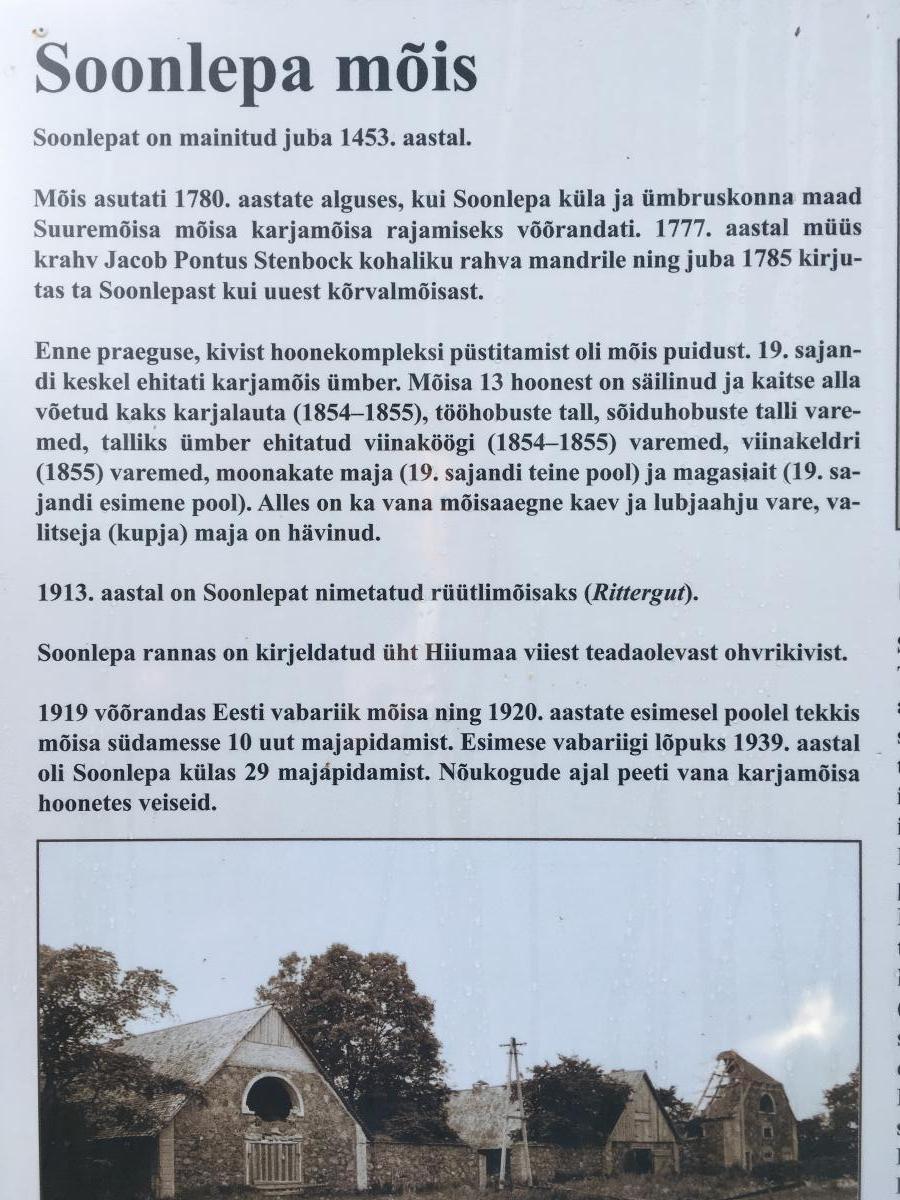 Soonlepa mõis
Soonlepat on mainitud juba 1453. aastal.
Mõis asutati 1780. aastate alguses, kui Soonlepa küla ja ümbruskonna maad
Suuremõisa mõisa karjamõisa rajamiseks võõrandati. 1777. aastal müüs
krahv Jacob Pontus Stenbock kohaliku rahva mandrile ning juba 1785 kirju-
tas ta Soonlepast kui uuest kõrvalmõisast.
Enne praeguse, kivist hoonekompleksi püstitamist oli mõis puidust. 19. sajan-
di keskel ehitati karjamõis ümber. Mõisa 13 hoonest on säilinud ja kaitse alla
võetud kaks karjalauta (1854–1855), tööhobuste tall, sõiduhobuste talli vare-
med, talliks ümber ehitatud viinaköögi (1854–1855) varemed, viinakeldri
(1855) varemed, moonakate maja (19. sajandi teine pool) ja magasiait (19. sa-
jandi esimene pool). Alles on ka vana mõisaaegne kaev ja lubjaahju vare, va-
litseja (kupja) maja on hävinud.
1913. aastal on Soonlepat nimetatud rüütlimõisaks (Rittergut).
Soonlepa rannas on kirjeldatud üht Hiiumaa viiest teadaolevast ohvrikivist.
1919 võõrandas Eesti vabariik mõisa ning 1920. aastate esimesel poolel tekkis
mõisa südamesse 10 uut majapidamist. Esimese vabariigi lõpuks 1939. aastal
oli Soonlepa külas 29 majapidamist. Nõukogude ajal peeti vana karjamõisa
hoonetes veiseid.